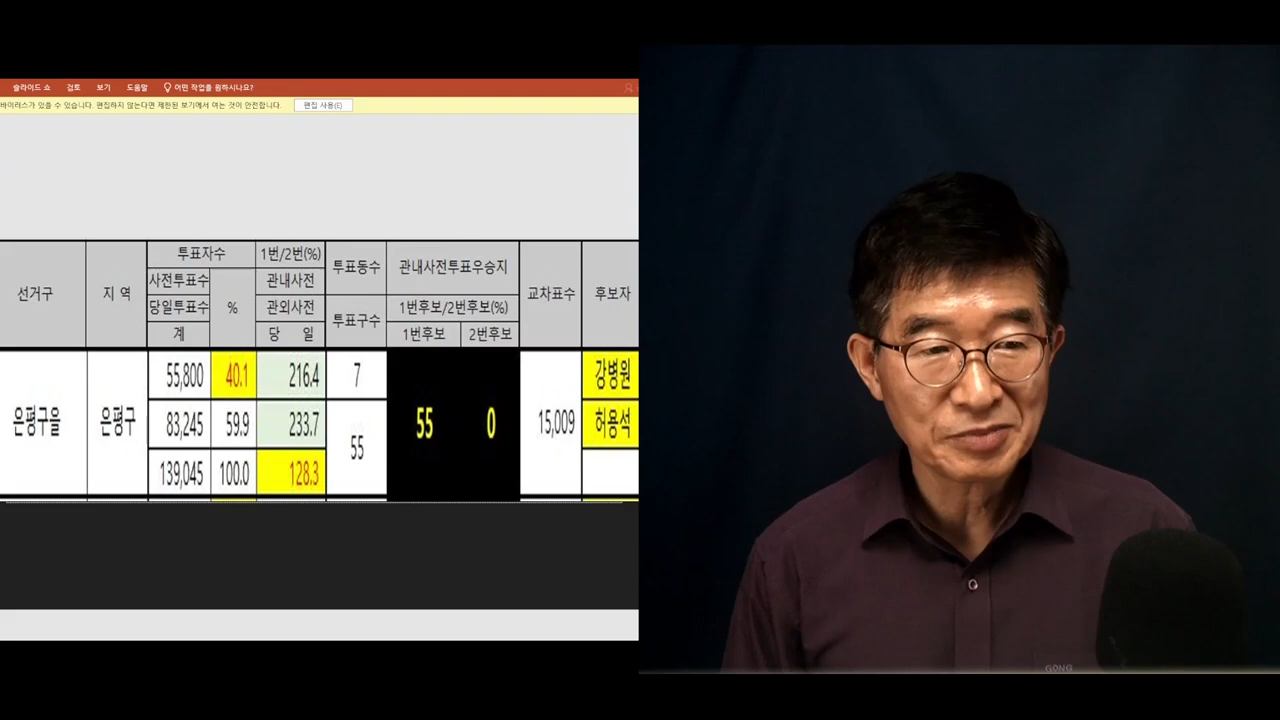 슬라이드 쇼 검토 보기 도움말 어떤 작업을 원하시나요?
바이러스가 있을 수 있습니다. 편집하지 않는다면 제한된 보기에서 여는 것이 안전합니다. 편집 사용(E)
선거구 지 역 투표자수 1번/2번(%) 투표동수 관내사전투표우승지 교차표수 후보자
사전투표수 % 관내사전
당일투표수 관외사전 투표구수 1번후보/2번후보(%)
계 당 일 1번후보 2번후보
은평구을 은평구 55,800 40.1 216.4 7 55 0 15,009 강병원
83,245 59.9 233.7 55 허용석
139,045 100.0 128.3
GONG